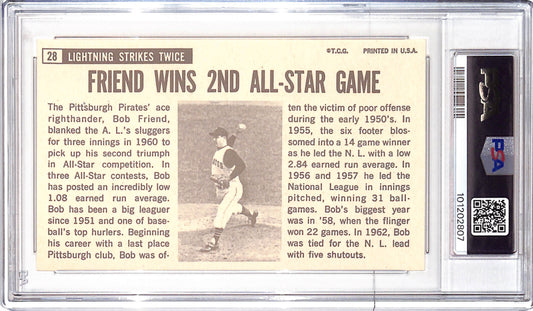 28 LIGHTNING STRIKES TWICE
©T.C.G. PRINTED IN U.S.A.
FRIEND WINS 2ND ALL-STAR GAME
The Pittsburgh Pirates' ace
righthander, Bob Friend,
blanked the A. L.'s sluggers
for three innings in 1960 to
pick up his second triumph
in All-Star competition. In
three All-Star contests, Bob
has posted an incredibly low
1.08 earned run average.
Bob has been a big leaguer
since 1951 and one of base-
ball's top hurlers. Beginning
his career with a last place
Pittsburgh club, Bob was of-
ten the victim of poor offense
during the early 1950's. In
1955, the six footer blos-
somed into a 14 game winner
as he led the N. L. with a low
2.84 earned run average. In
1956 and 1957 he led the
National League in innings
pitched, winning 31 ball-
games. Bob's biggest year
was in '58, when the flinger
won 22 games. In 1962, Bob
was tied for the N. L. lead
with five shutouts.
PSA
PSA
101202807